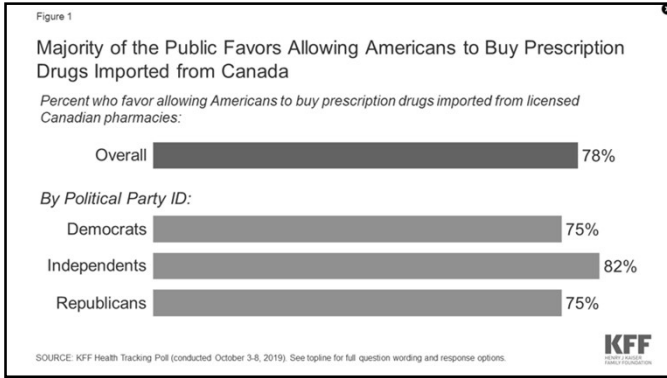 Figure 1
Majority of the Public Favors Allowing Americans to Buy Prescription
Drugs Imported from Canada
Percent who favor allowing Americans to buy prescription drugs imported from licensed
Canadian pharmacies:
Overall 78%
By Political Party ID:
Democrats 75%
Independents 82%
Republicans 75%
SOURCE: KFF Health Tracking Poll (conducted October 3-8, 2019). See topline for full question wording and response options.
KFF
HENRY J KAISER
FAMILY FOUNDATION